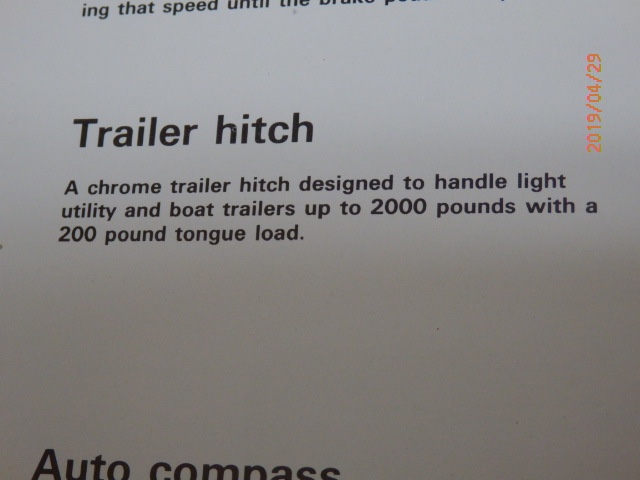 ing that speed until the
Trailer hitch
A chrome trailer hitch designed to handle light
utility and boat trailers up to 2000 pounds with a
200 pound tongue load.
Auto compass
2019/04/29